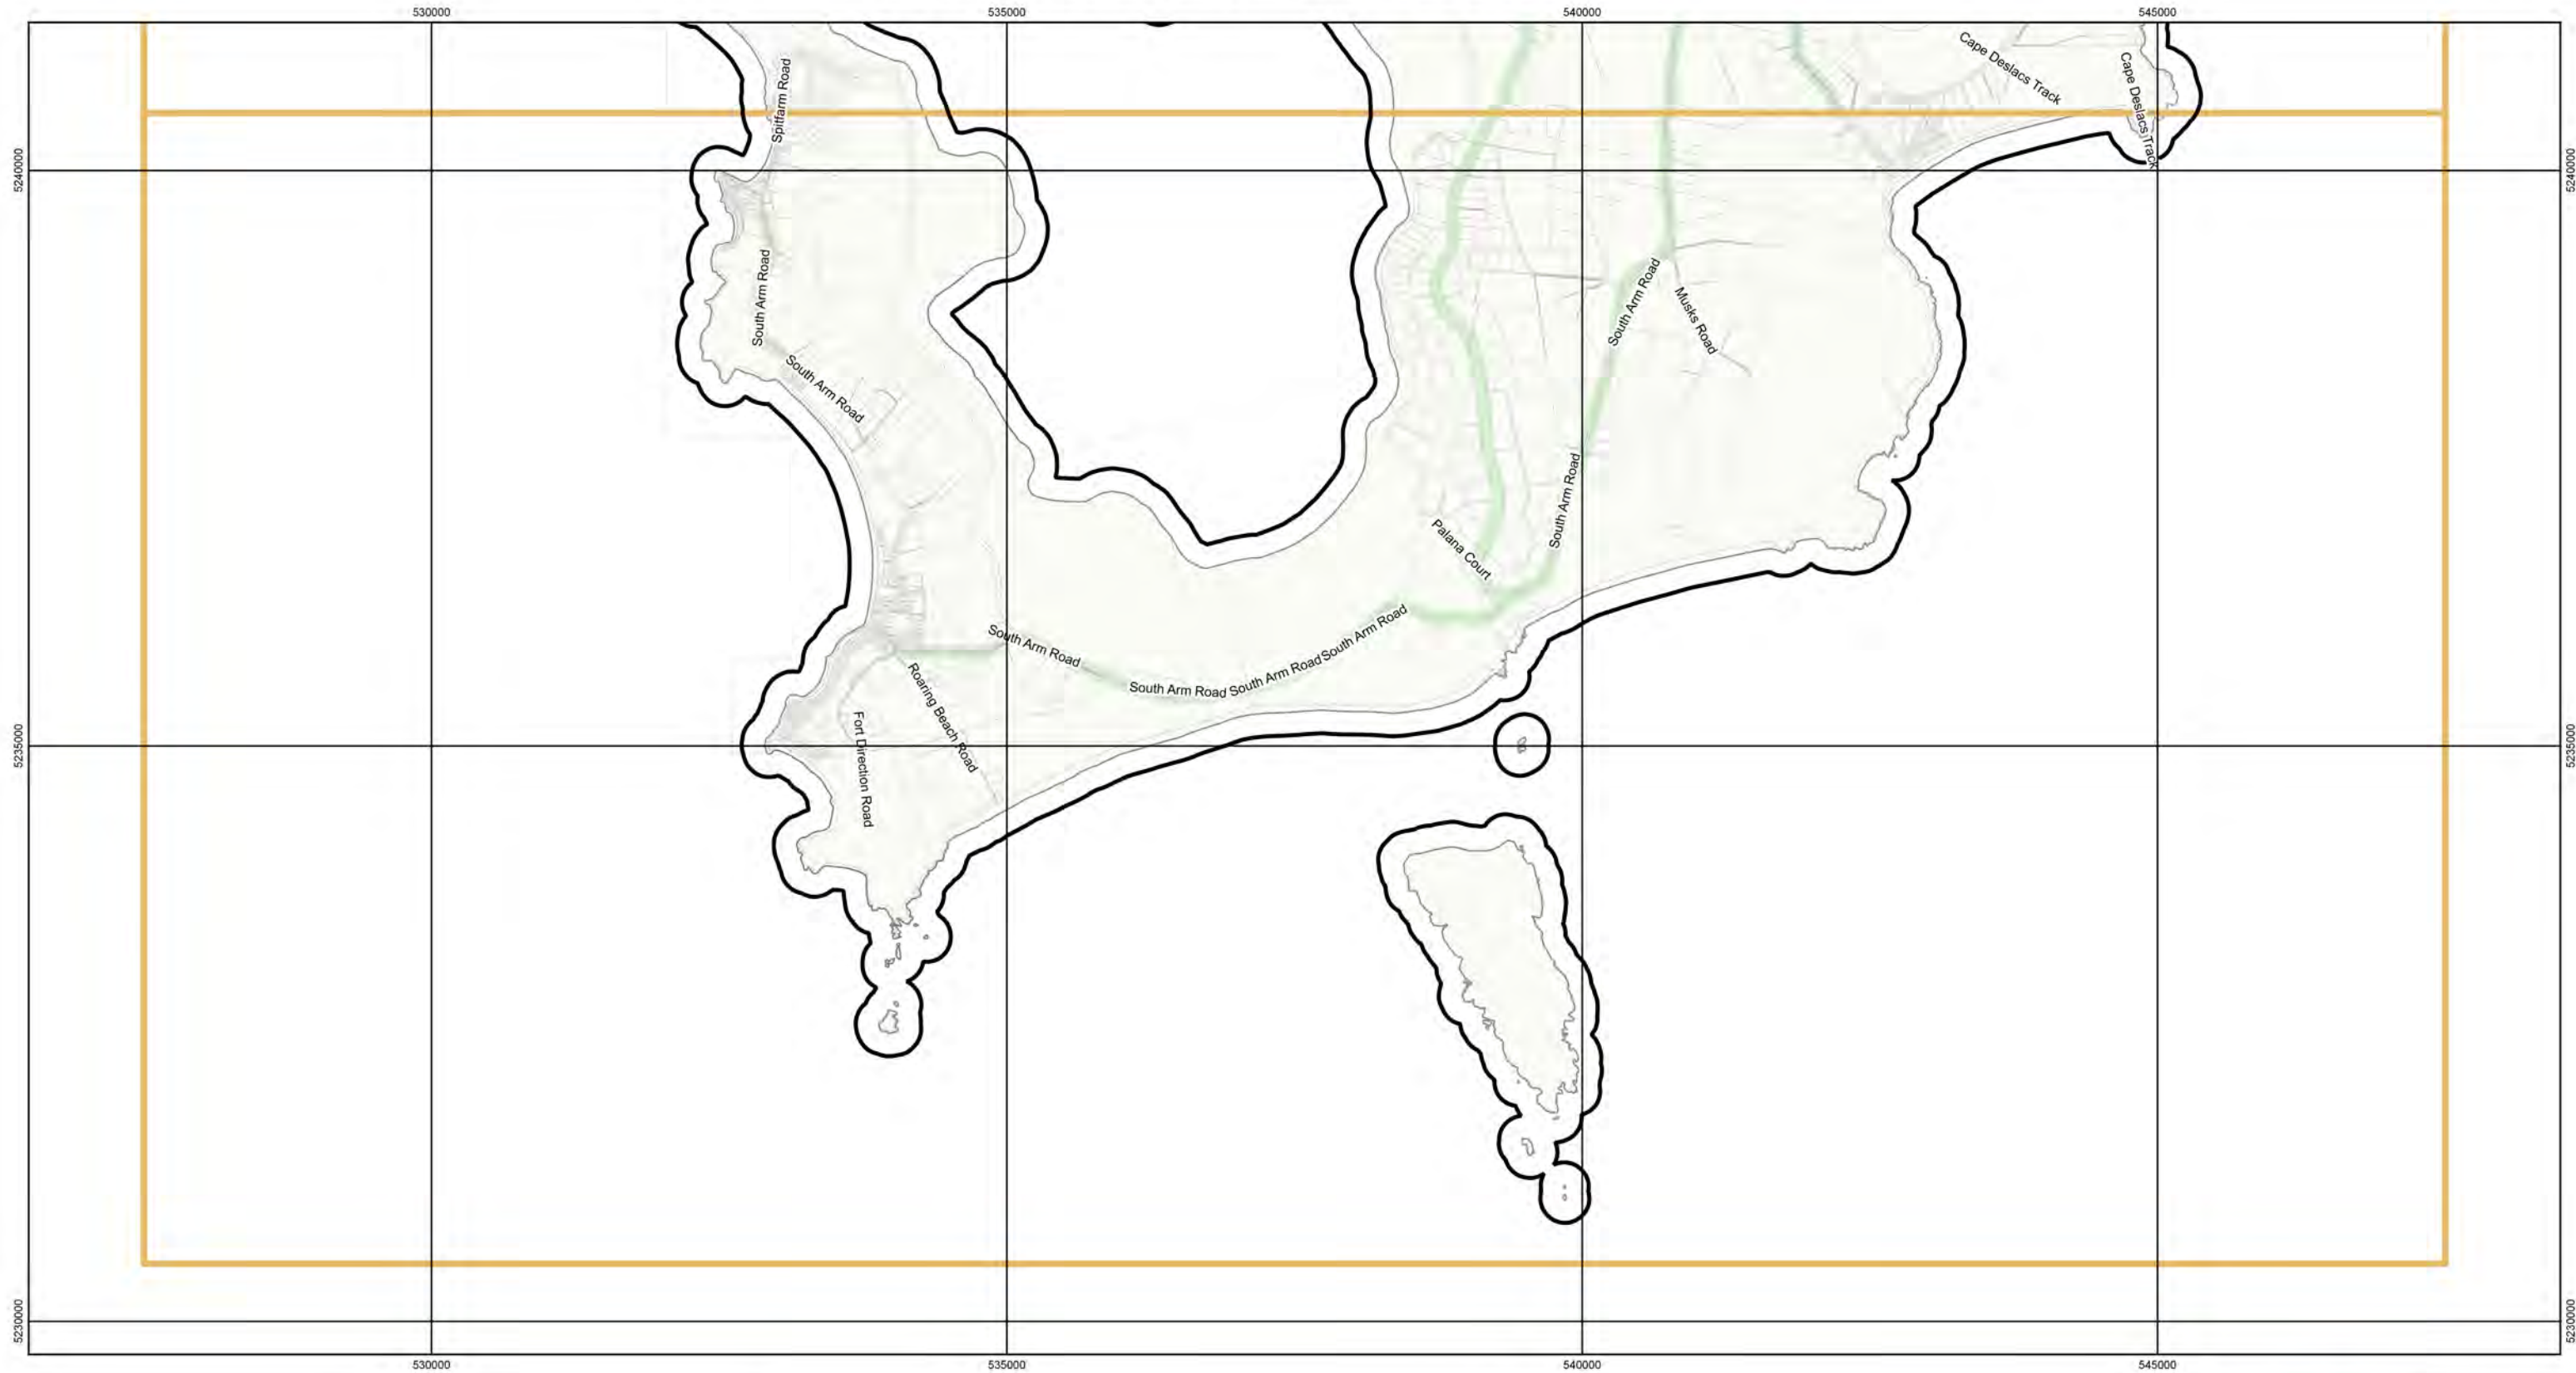 530000
535000
540000
545000
Cape Deslacs Track
Cape Deslacs Track
Spitfarm Road
5240000
5240000
South Arm Road
South Arm Road
Musks Road
South Arm Road
South Arm Road
Palana Court
South Arm Road
South Arm Road
South Arm Road
South Arm Road
Roaring Beach Road
Fort Direction Road
5235000
5235000
5230000
5230000
530000
535000
540000
545000